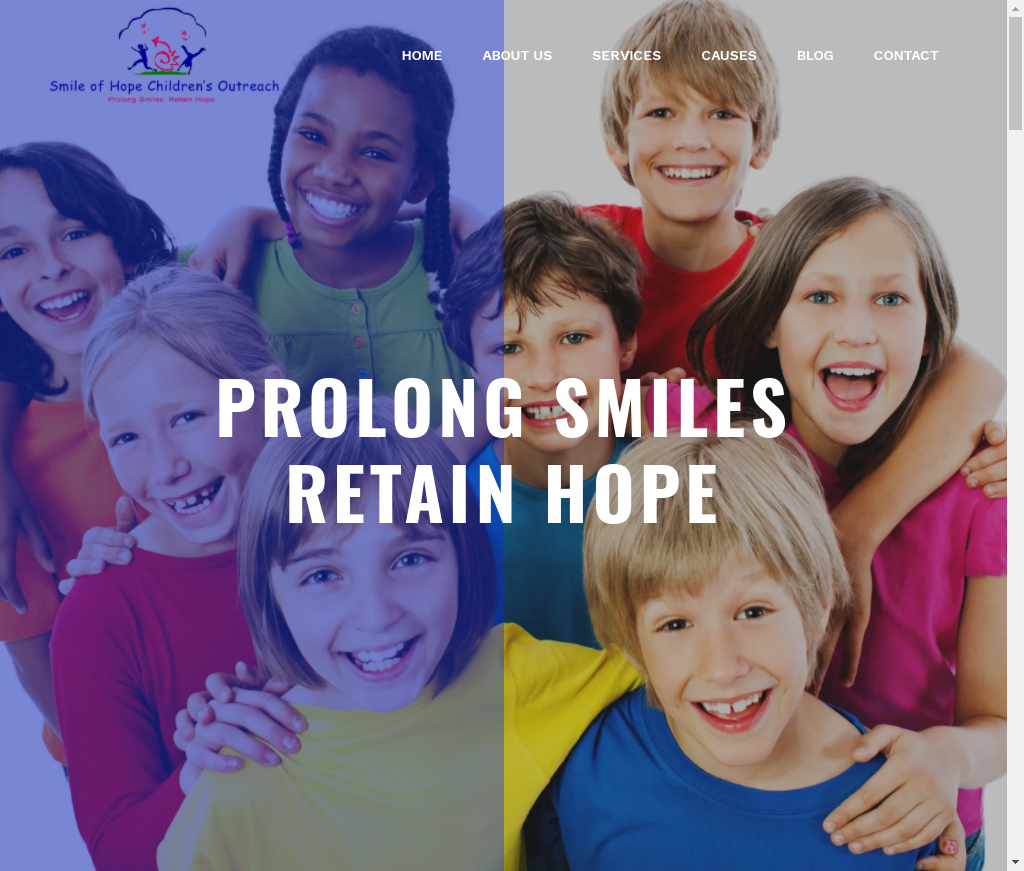 Smile of Hope Children's Outreach
Prolong Smiles. Retain Hope.
HOME ABOUT US SERVICES CAUSES BLOG CONTACT
PROLONG SMILES
RETAIN HOPE